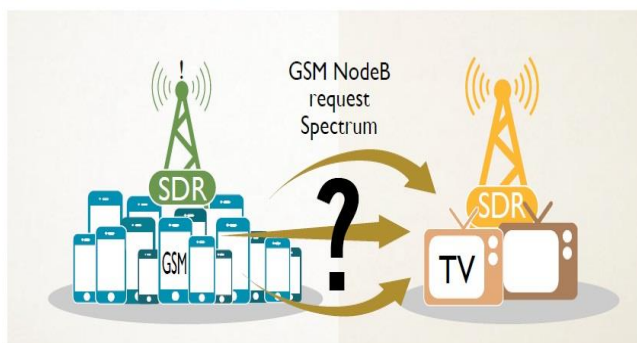 !
GSM NodeB
request
Spectrum
SDR
SDR
GSM
?
TV